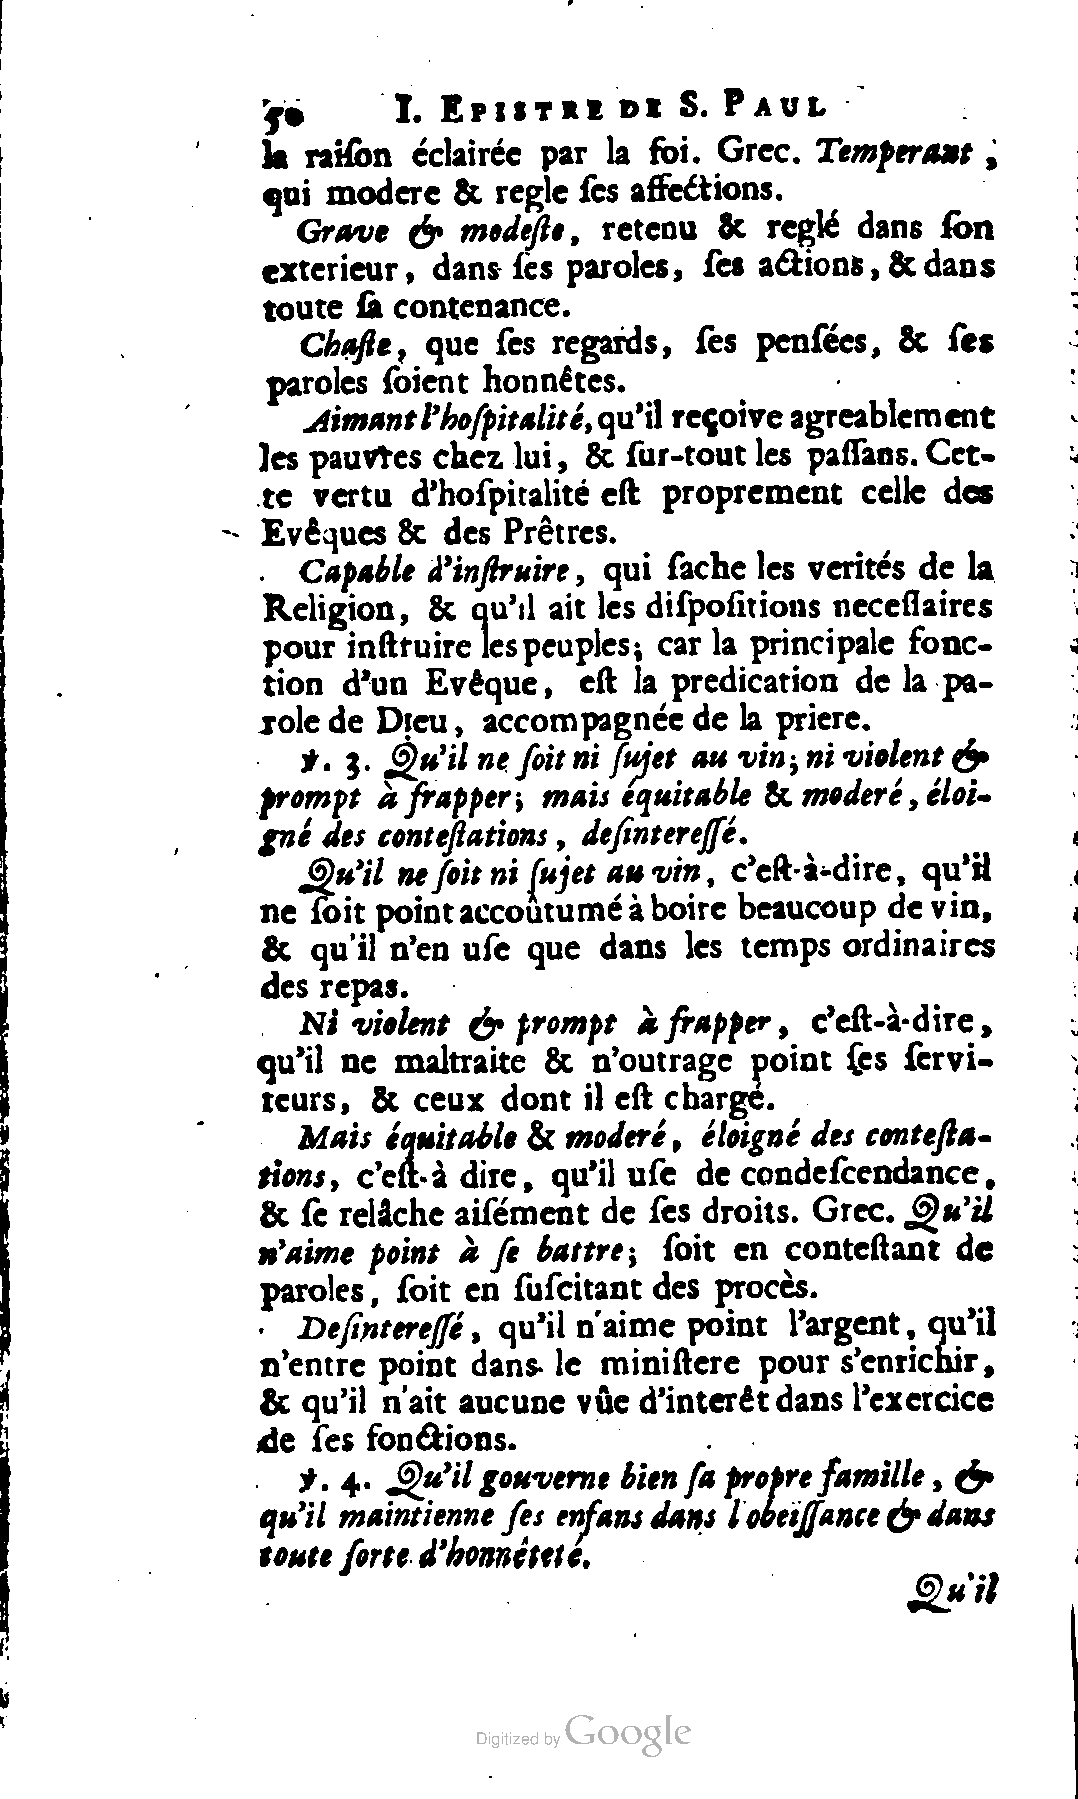 50 I. EPISTRE DE S. PAUL
la raiſon éclairée par la foi. Grec. Temperant,
qui modere & regle ſes affections.
Grave & modeſte, retenu & reglé dans ſon
exterieur, dans ſes paroles, ſes actions, & dans
toute ſa contenance.
Chaſte, que ſes regards, ſes penſées, & ſes
paroles ſoient honnêtes.
Aimant l'hoſpitalité, qu'il reçoive agreablement
les pauvres chez lui, & ſur-tout les paſſans. Cet-
te vertu d'hoſpitalité eſt proprement celle des
Evêques & des Prêtres.
Capable d'inſtruire, qui ſache les verités de la
Religion, & qu'il ait les diſpoſitions neceſſaires
pour inſtruire les peuples; car la principale fonc-
tion d'un Evêque, eſt la predication de la pa-
role de Dieu, accompagnée de la priere.
℣. 3. Qu'il ne ſoit ni ſujet au vin; ni violent &
prompt à frapper; mais équitable & moderé, éloi-
gné des conteſtations, deſintereſſé.
Qu'il ne ſoit ni ſujet au vin, c'eſt-à-dire, qu'il
ne ſoit point accoûtumé à boire beaucoup de vin,
& qu'il n'en uſe que dans les temps ordinaires
des repas.
Ni violent & prompt à frapper, c'eſt-à-dire,
qu'il ne maltraite & n'outrage point ſes ſervi-
teurs, & ceux dont il eſt chargé.
Mais équitable & moderé, éloigné des conteſta-
tions, c'eſt-à dire, qu'il uſe de condeſcendance,
& ſe relâche aiſément de ſes droits. Grec. Qu'il
n'aime point à ſe battre; ſoit en conteſtant de
paroles, ſoit en ſuſcitant des procès.
Deſintereſſé, qu'il n'aime point l'argent, qu'il
n'entre point dans le miniſtere pour s'enrichir,
& qu'il n'ait aucune vûe d'interêt dans l'exercice
de ſes fonctions.
℣. 4. Qu'il gouverne bien ſa propre famille, &
qu'il maintienne ſes enfans dans l'obeïſſance & dans
toute ſorte d'honnêteté.
Qu'il
Digitized by Google